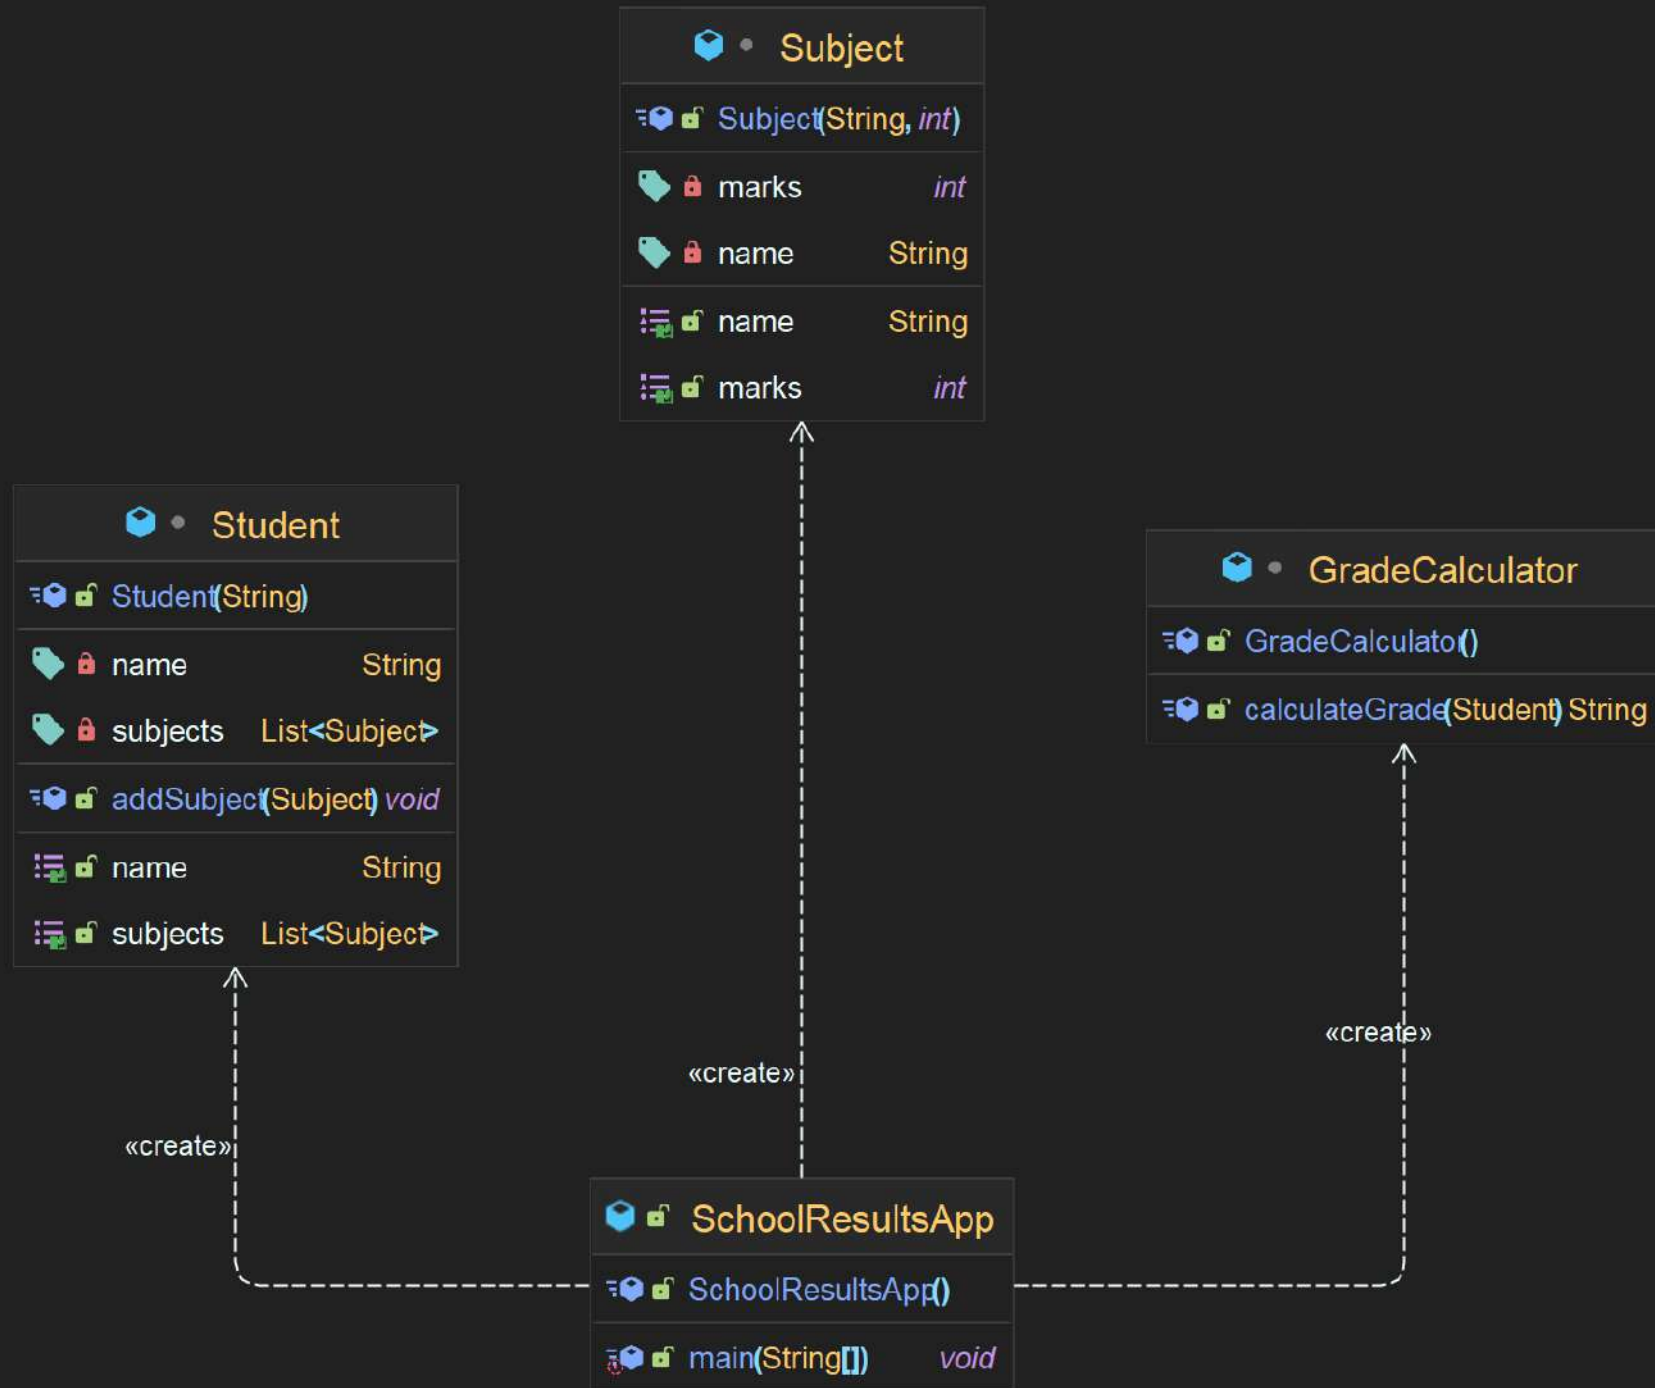 Subject
Subject(String, int)
marks int
name String
name String
marks int
Student
Student(String)
name String
subjects List<Subject>
addSubject(Subject) void
name String
subjects List<Subject>
GradeCalculator
GradeCalculator()
calculateGrade(Student) String
«create»
«create»
«create»
SchoolResultsApp
SchoolResultsApp()
main(String[]) void